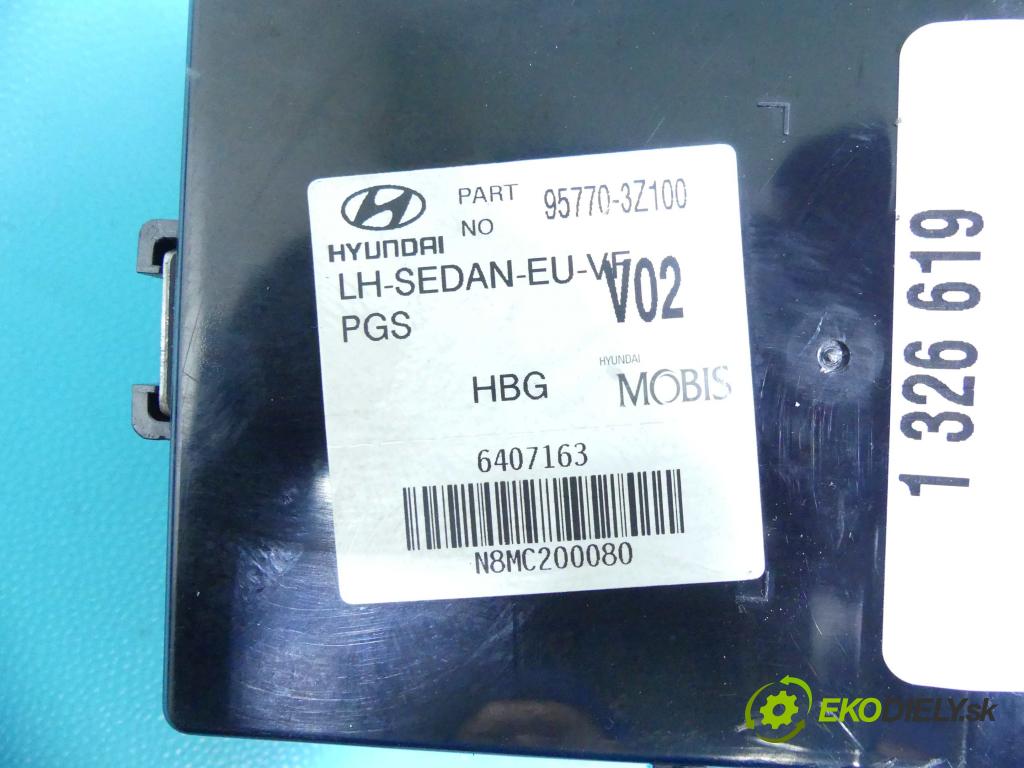 PART NO 95770-3Z100
HYUNDAI
LH-SEDAN-EU-VF
V02
PGS
HBG
HYUNDAI
MOBIS
6407163
N8MC200080
1 326 619
EKODIELY.sk